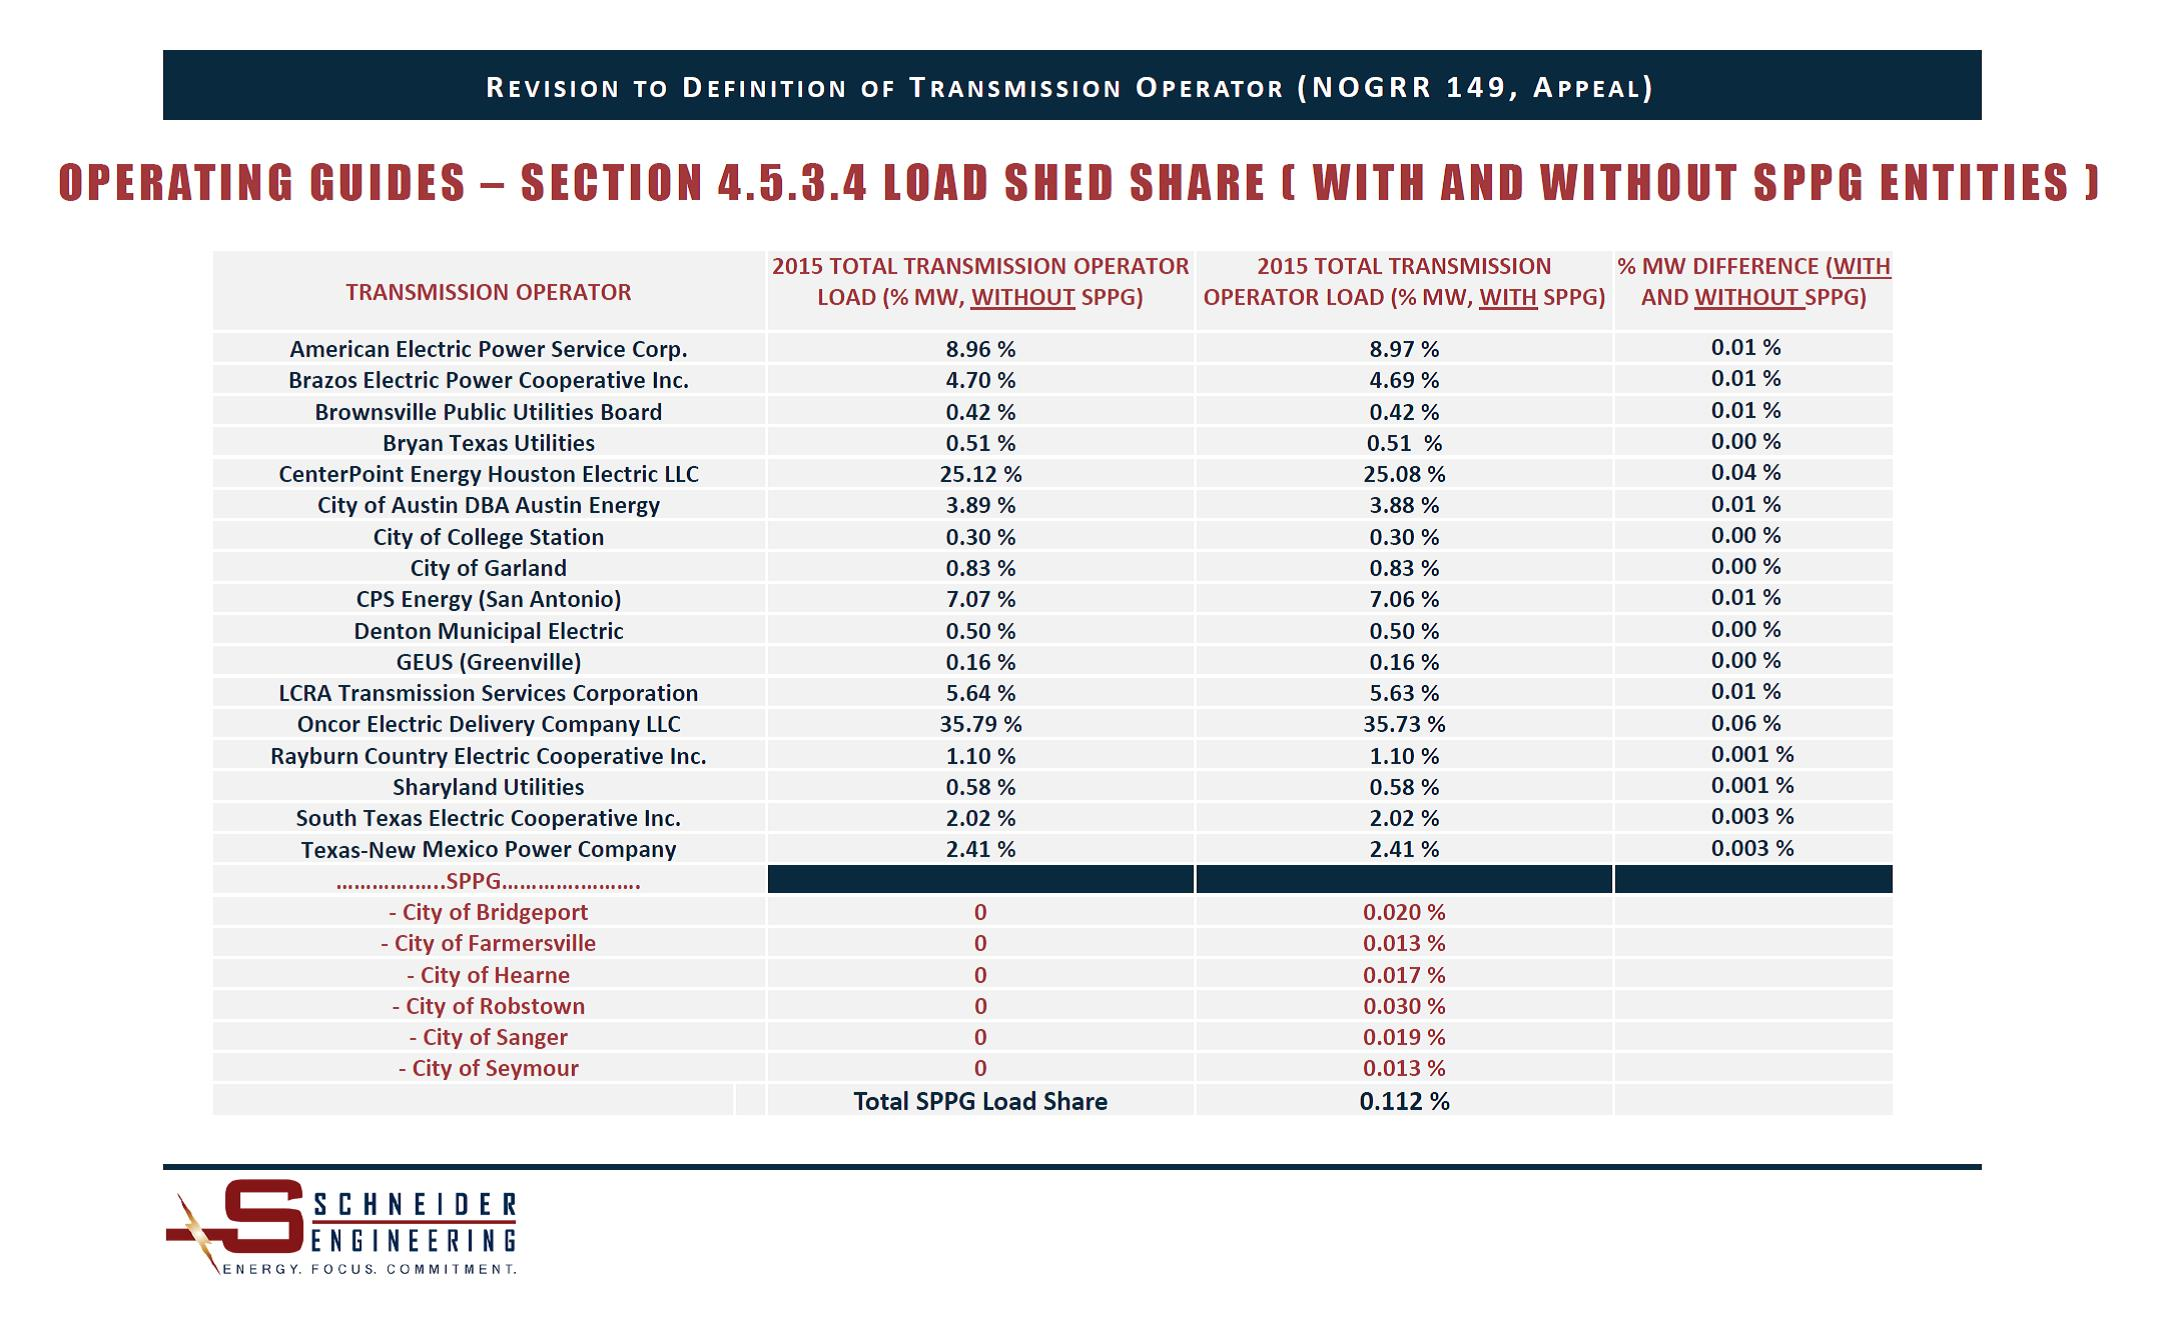 REVISION TO DEFINITION OF TRANSMISSION OPERATOR (NOGRR 149, APPEAL)
OPERATING GUIDES – SECTION 4.5.3.4 LOAD SHED SHARE ( WITH AND WITHOUT SPPG ENTITIES )
TRANSMISSION OPERATOR
2015 TOTAL TRANSMISSION OPERATOR
LOAD (% MW, WITHOUT SPPG)
2015 TOTAL TRANSMISSION
OPERATOR LOAD (% MW, WITH SPPG)
% MW DIFFERENCE (WITH
AND WITHOUT SPPG)
American Electric Power Service Corp. 8.96 % 8.97 % 0.01 %
Brazos Electric Power Cooperative Inc. 4.70 % 4.69 % 0.01 %
Brownsville Public Utilities Board 0.42 % 0.42 % 0.01 %
Bryan Texas Utilities 0.51 % 0.51 % 0.00 %
CenterPoint Energy Houston Electric LLC 25.12 % 25.08 % 0.04 %
City of Austin DBA Austin Energy 3.89 % 3.88 % 0.01 %
City of College Station 0.30 % 0.30 % 0.00 %
City of Garland 0.83 % 0.83 % 0.00 %
CPS Energy (San Antonio) 7.07 % 7.06 % 0.01 %
Denton Municipal Electric 0.50 % 0.50 % 0.00 %
GEUS (Greenville) 0.16 % 0.16 % 0.00 %
LCRA Transmission Services Corporation 5.64 % 5.63 % 0.01 %
Oncor Electric Delivery Company LLC 35.79 % 35.73 % 0.06 %
Rayburn Country Electric Cooperative Inc. 1.10 % 1.10 % 0.001 %
Sharyland Utilities 0.58 % 0.58 % 0.001 %
South Texas Electric Cooperative Inc. 2.02 % 2.02 % 0.003 %
Texas-New Mexico Power Company 2.41 % 2.41 % 0.003 %
..................SPPG......................
- City of Bridgeport 0 0.020 %
- City of Farmersville 0 0.013 %
- City of Hearne 0 0.017 %
- City of Robstown 0 0.030 %
- City of Sanger 0 0.019 %
- City of Seymour 0 0.013 %
Total SPPG Load Share 0.112 %
S SCHNEIDER
ENGINEERING
ENERGY. FOCUS. COMMITMENT.